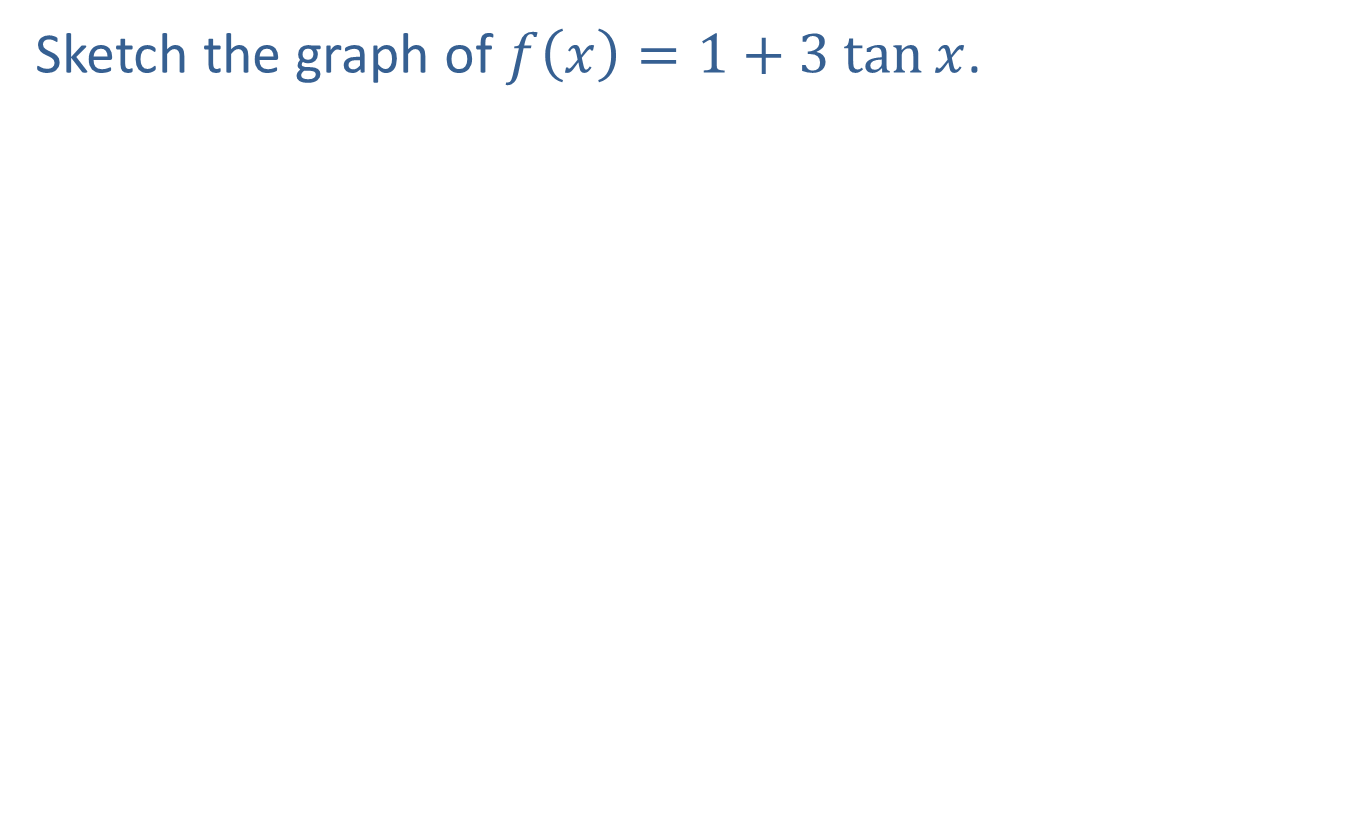 Sketch the graph of f(x) = 1 + 3 tan x.